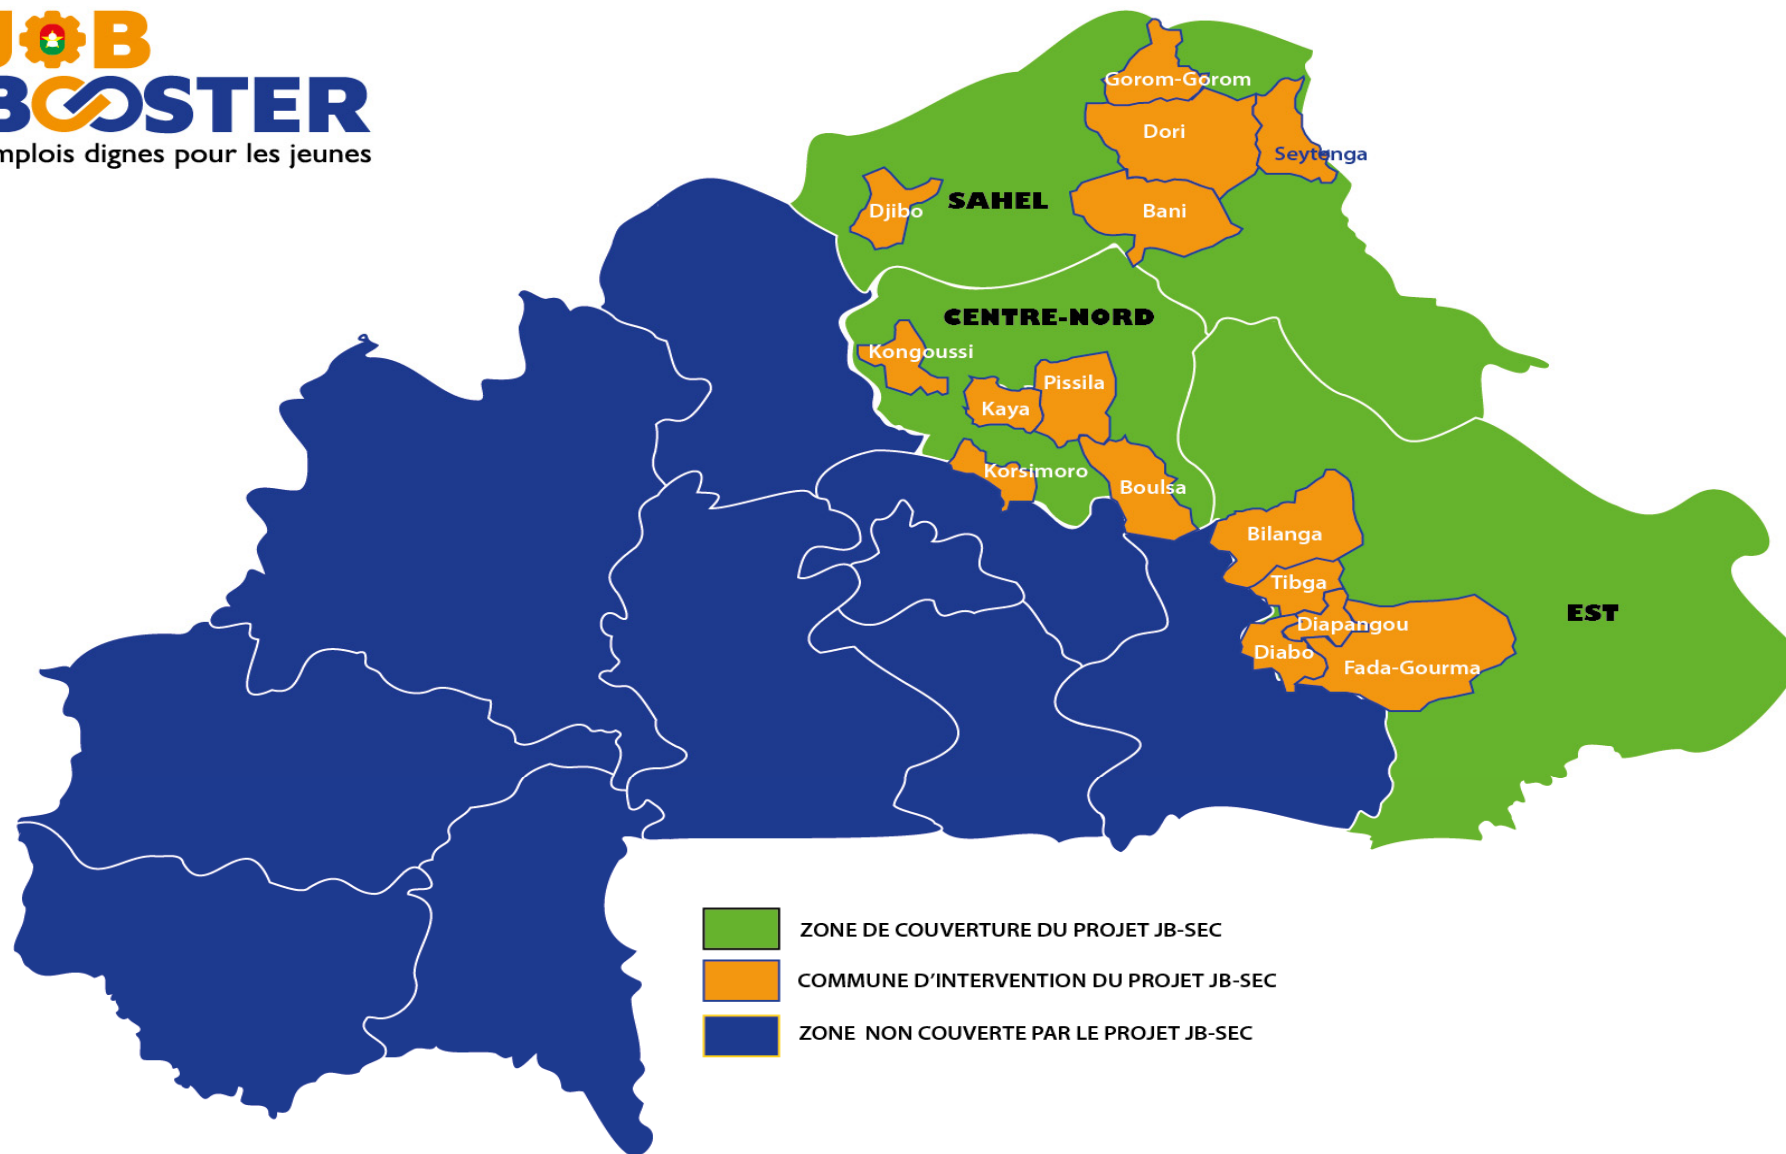 JOB
BOOSTER
mplois dignes pour les jeunes
Gorom-Gorom
Dori
Seytenga
Djibo
SAHEL
Bani
CENTRE-NORD
Kongoussi
Pissila
Kaya
Korsimoro
Boulsa
Bilanga
Tibga
EST
Diapangou
Diabo
Fada-Gourma
ZONE DE COUVERTURE DU PROJET JB-SEC
COMMUNE D'INTERVENTION DU PROJET JB-SEC
ZONE NON COUVERTE PAR LE PROJET JB-SEC